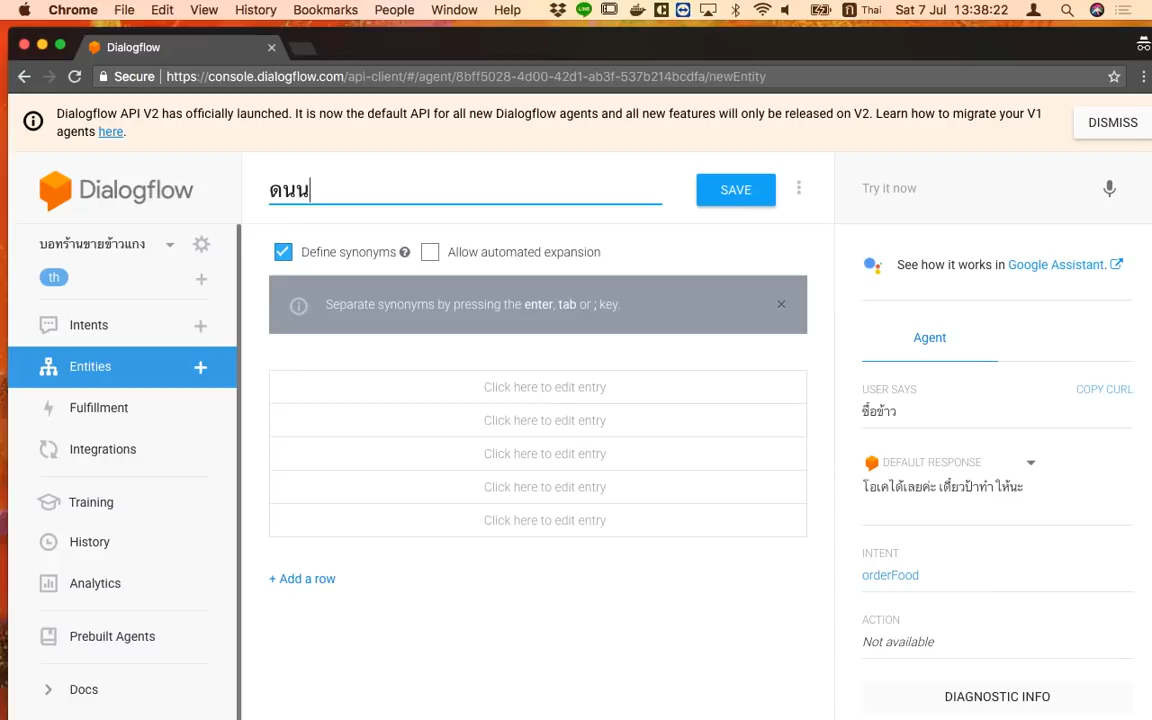 Chrome File Edit View History Bookmarks People Window Help Thai Sat 7 Jul 13:38:22
Dialogflow
Secure https://console.dialogflow.com/api-client/#/agent/8bff5028-4d00-42d1-ab3f-537b214bcdfa/newEntity
Dialogflow API V2 has officially launched. It is now the default API for all new Dialogflow agents and all new features will only be released on V2. Learn how to migrate your V1
agents here.
DISMISS
Dialogflow
ดนน
SAVE
Try it now
บอทร้านขายข้าวแกง
th
Intents
Entities
Fulfillment
Integrations
Training
History
Analytics
Prebuilt Agents
Docs
Define synonyms
Allow automated expansion
Separate synonyms by pressing the enter, tab or ; key.
Click here to edit entry
Click here to edit entry
Click here to edit entry
Click here to edit entry
Click here to edit entry
+ Add a row
See how it works in Google Assistant.
Agent
USER SAYS
COPY CURL
ซื้อข้าว
DEFAULT RESPONSE
โอเคได้เลยค่ะ เดี๋ยวป้าทำ ให้นะ
INTENT
orderFood
ACTION
Not available
DIAGNOSTIC INFO